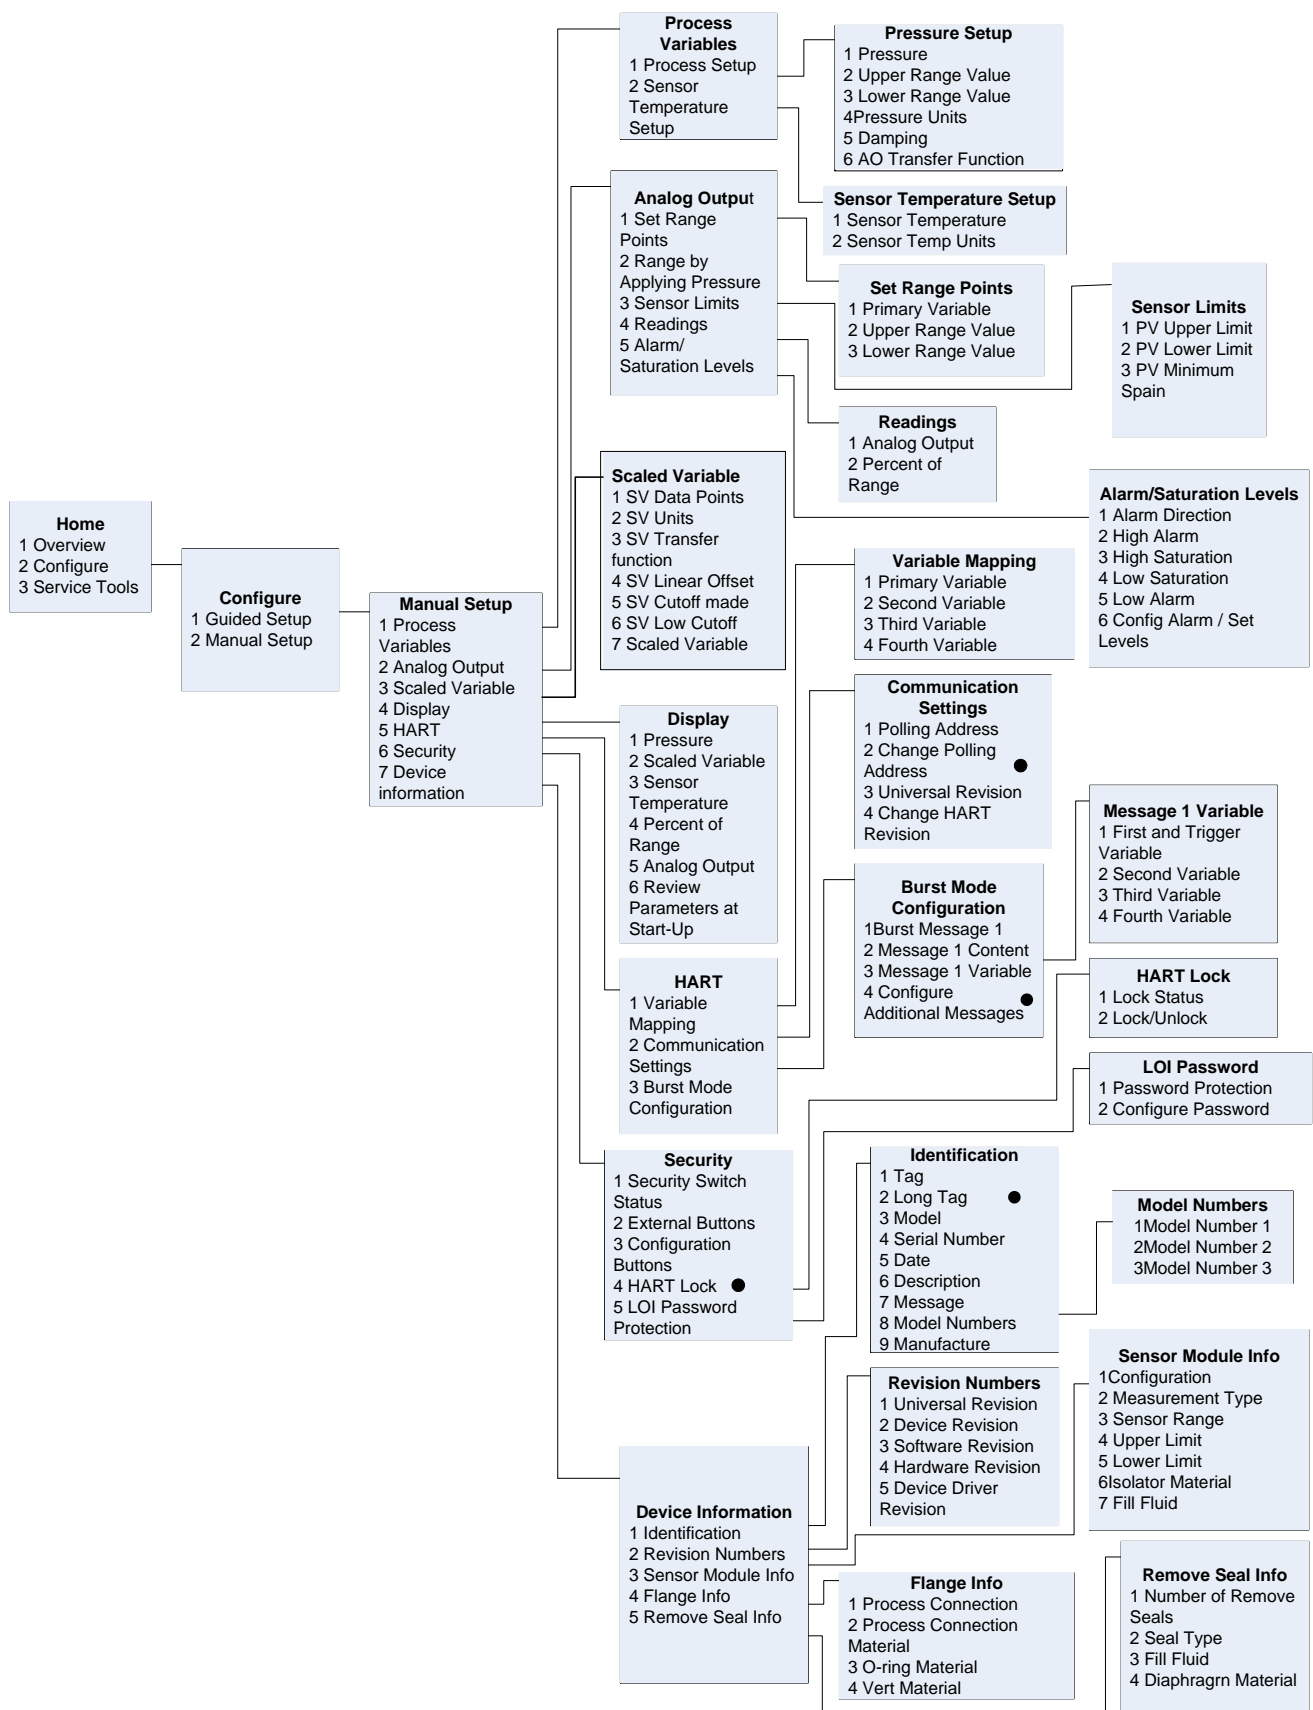 Home
1 Overview
2 Configure
3 Service Tools
Configure
1 Guided Setup
2 Manual Setup
Manual Setup
1 Process
Variables
2 Analog Output
3 Scaled Variable
4 Display
5 HART
6 Security
7 Device
information
Process
Variables
1 Process Setup
2 Sensor
Temperature
Setup
Analog Output
1 Set Range
Points
2 Range by
Applying Pressure
3 Sensor Limits
4 Readings
5 Alarm/
Saturation Levels
Scaled Variable
1 SV Data Points
2 SV Units
3 SV Transfer
function
4 SV Linear Offset
5 SV Cutoff made
6 SV Low Cutoff
7 Scaled Variable
Display
1 Pressure
2 Scaled Variable
3 Sensor
Temperature
4 Percent of
Range
5 Analog Output
6 Review
Parameters at
Start-Up
HART
1 Variable
Mapping
2 Communication
Settings
3 Burst Mode
Configuration
Security
1 Security Switch
Status
2 External Buttons
3 Configuration
Buttons
4 HART Lock
5 LOI Password
Protection
Device Information
1 Identification
2 Revision Numbers
3 Sensor Module Info
4 Flange Info
5 Remove Seal Info
Pressure Setup
1 Pressure
2 Upper Range Value
3 Lower Range Value
4Pressure Units
5 Damping
6 AO Transfer Function
Sensor Temperature Setup
1 Sensor Temperature
2 Sensor Temp Units
Set Range Points
1 Primary Variable
2 Upper Range Value
3 Lower Range Value
Readings
1 Analog Output
2 Percent of
Range
Variable Mapping
1 Primary Variable
2 Second Variable
3 Third Variable
4 Fourth Variable
Communication
Settings
1 Polling Address
2 Change Polling
Address
3 Universal Revision
4 Change HART
Revision
Burst Mode
Configuration
1Burst Message 1
2 Message 1 Content
3 Message 1 Variable
4 Configure
Additional Messages
Identification
1 Tag
2 Long Tag
3 Model
4 Serial Number
5 Date
6 Description
7 Message
8 Model Numbers
9 Manufacture
Revision Numbers
1 Universal Revision
2 Device Revision
3 Software Revision
4 Hardware Revision
5 Device Driver
Revision
Flange Info
1 Process Connection
2 Process Connection
Material
3 O-ring Material
4 Vert Material
Sensor Limits
1 PV Upper Limit
2 PV Lower Limit
3 PV Minimum
Spain
Alarm/Saturation Levels
1 Alarm Direction
2 High Alarm
3 High Saturation
4 Low Saturation
5 Low Alarm
6 Config Alarm / Set
Levels
Message 1 Variable
1 First and Trigger
Variable
2 Second Variable
3 Third Variable
4 Fourth Variable
HART Lock
1 Lock Status
2 Lock/Unlock
LOI Password
1 Password Protection
2 Configure Password
Model Numbers
1Model Number 1
2Model Number 2
3Model Number 3
Sensor Module Info
1Configuration
2 Measurement Type
3 Sensor Range
4 Upper Limit
5 Lower Limit
6Isolator Material
7 Fill Fluid
Remove Seal Info
1 Number of Remove
Seals
2 Seal Type
3 Fill Fluid
4 Diaphragrn Material